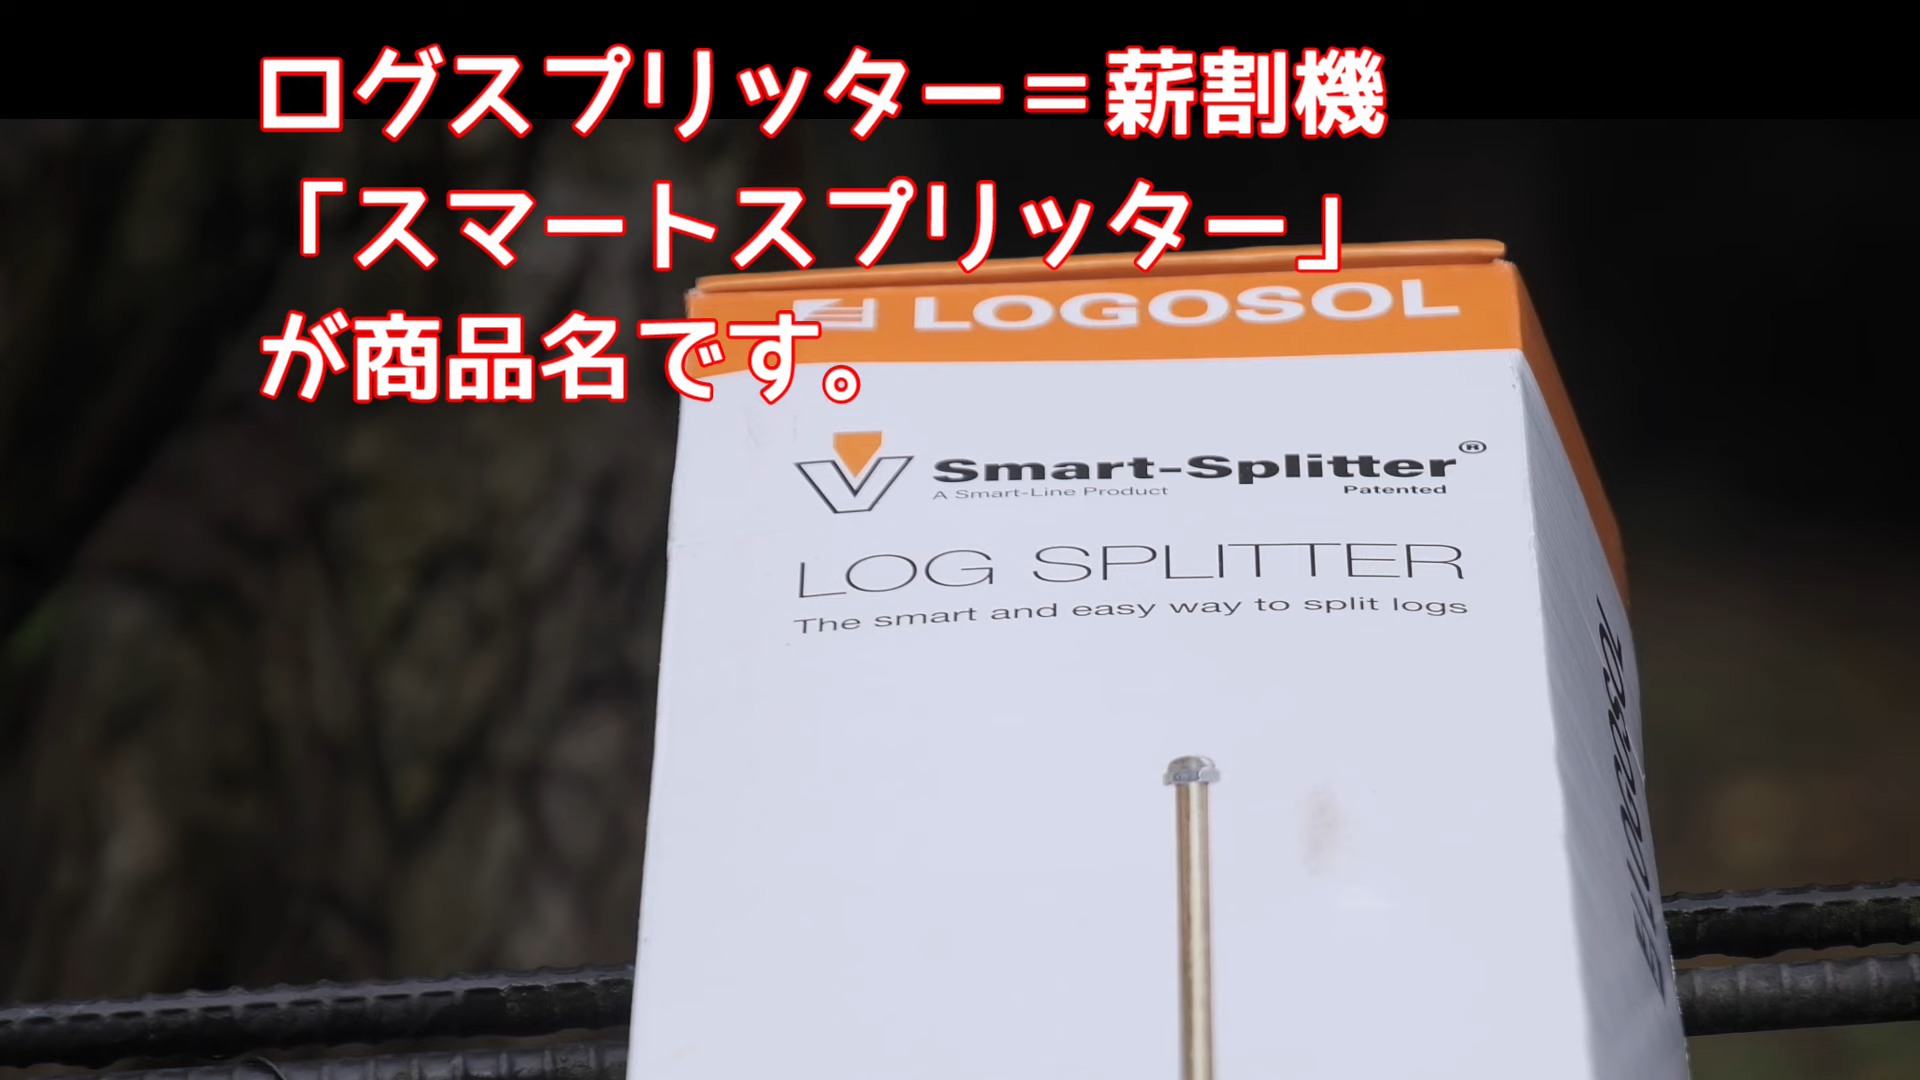 ログスプリッター＝薪割機
「スマートスプリッター」
が商品名です。
LOGOSOL
Smart-Splitter®
A Smart-Line Product
Patented
LOG SPLITTER
The smart and easy way to split logs
LOGOSOL